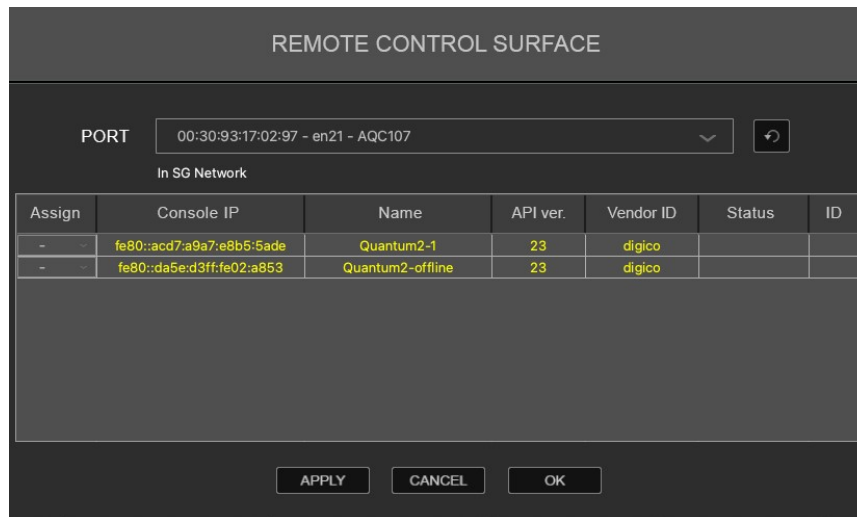 REMOTE CONTROL SURFACE
PORT 00:30:93:17:02:97 - en21 - AQC107
In SG Network
Assign Console IP Name API ver. Vendor ID Status ID
- fe80::acd7:a9a7:e8b5:5ade Quantum2-1 23 digico
- fe80::da5e:d3ff:fe02:a853 Quantum2-offline 23 digico
APPLY CANCEL OK